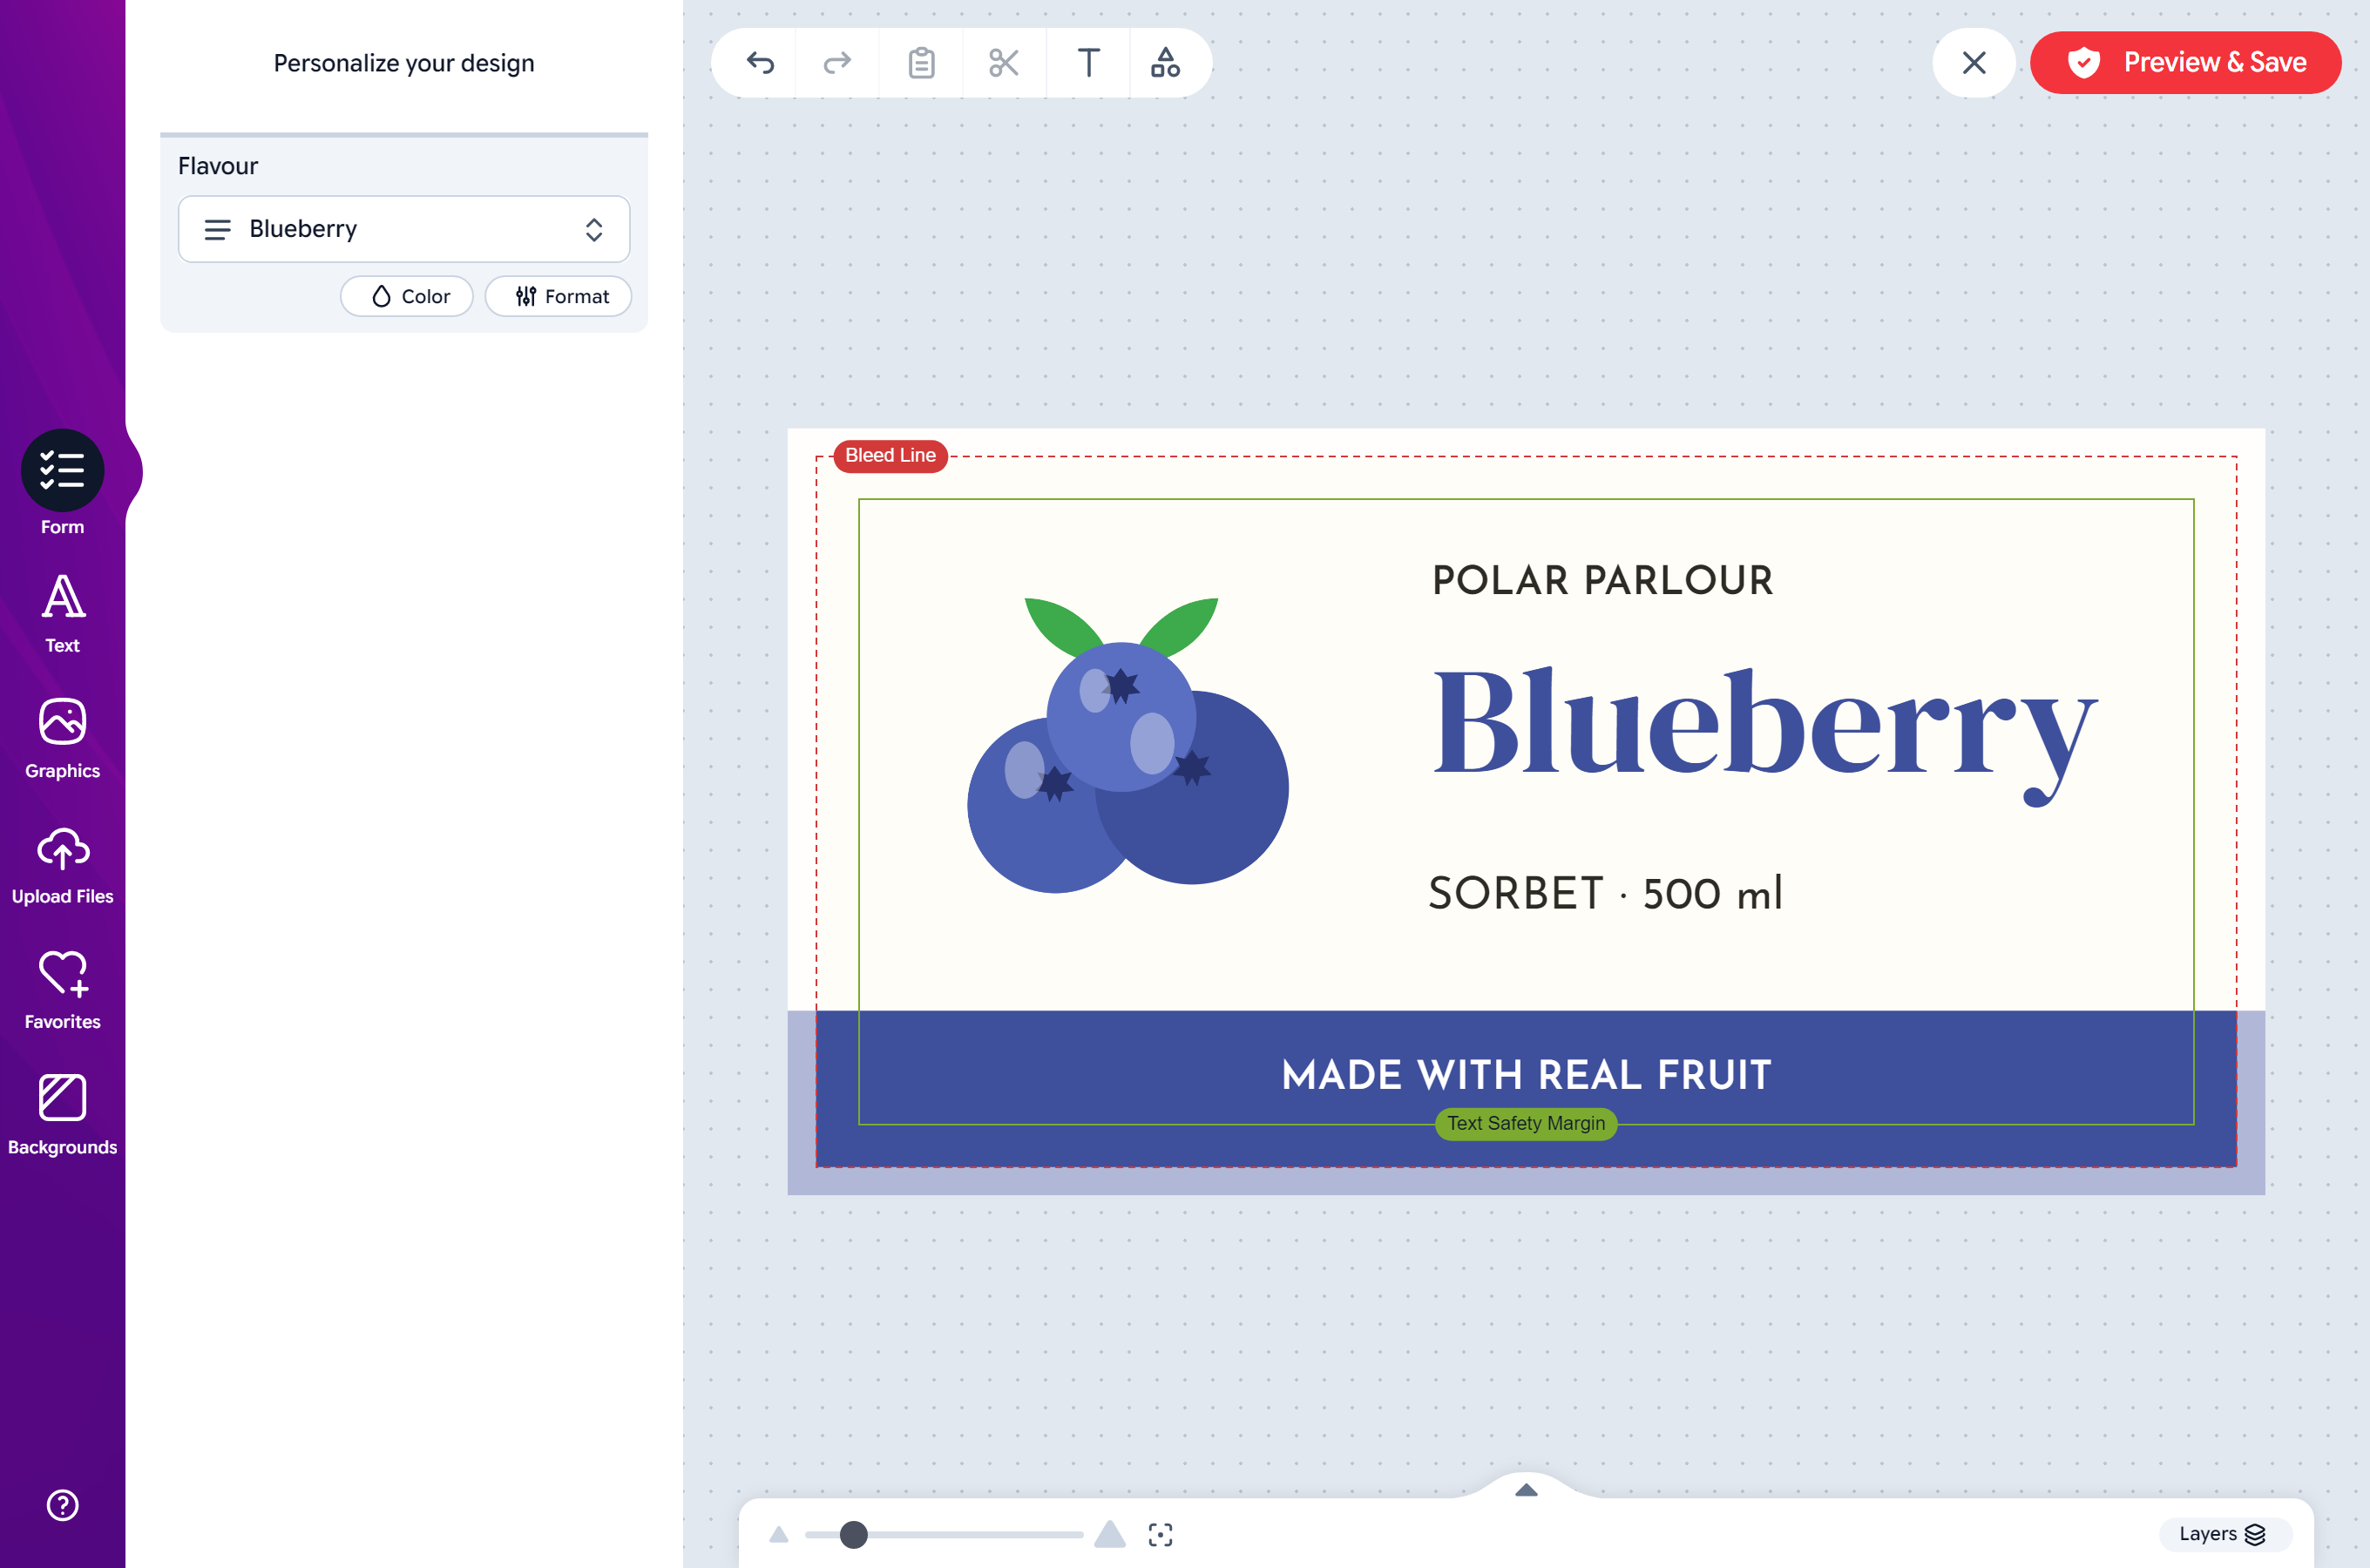 Personalize your design
Preview & Save
Flavour
Blueberry
Color
Format
Form
Text
Graphics
Upload Files
Favorites
Backgrounds
Bleed Line
POLAR PARLOUR
Blueberry
SORBET · 500 ml
MADE WITH REAL FRUIT
Text Safety Margin
Layers